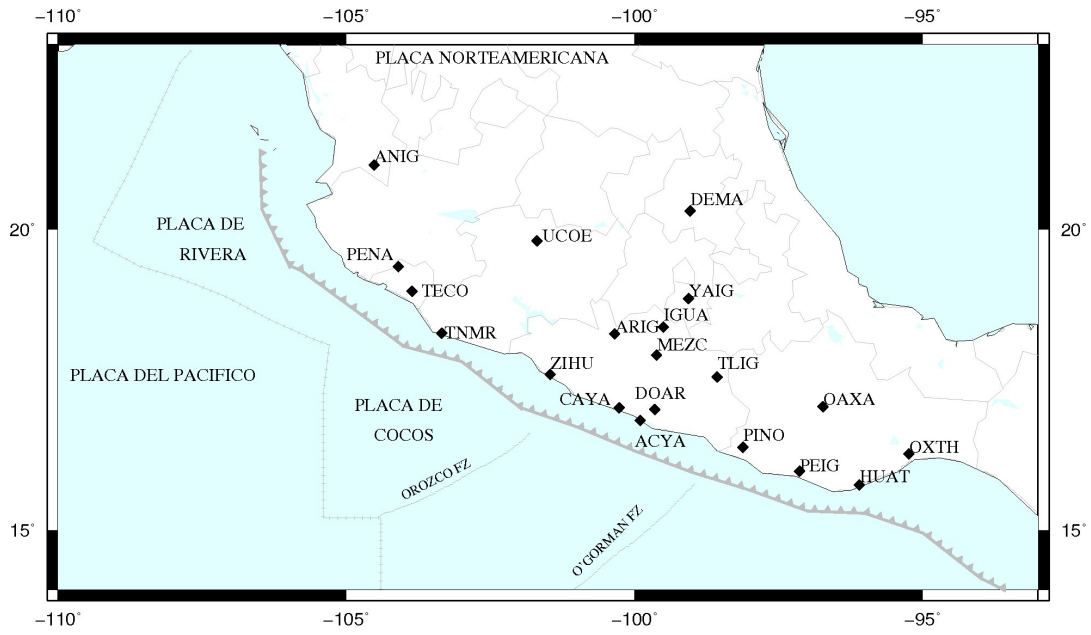 -110° -105° -100° -95°
PLACA NORTEAMERICANA
ANIG
DEMA
PLACA DE
RIVERA
20° 20°
UCOE
PENA
TECO
YAIG
IGUA
ARIG
TNMR
MEZC
ZIHU
TLIG
PLACA DEL PACIFICO
CAYA
DOAR
OAXA
PLACA DE
COCOS
ACYA
PINO
OXTH
PEIG
HUAT
OROZCO FZ
O'GORMAN FZ
15° 15°
-110° -105° -100° -95°